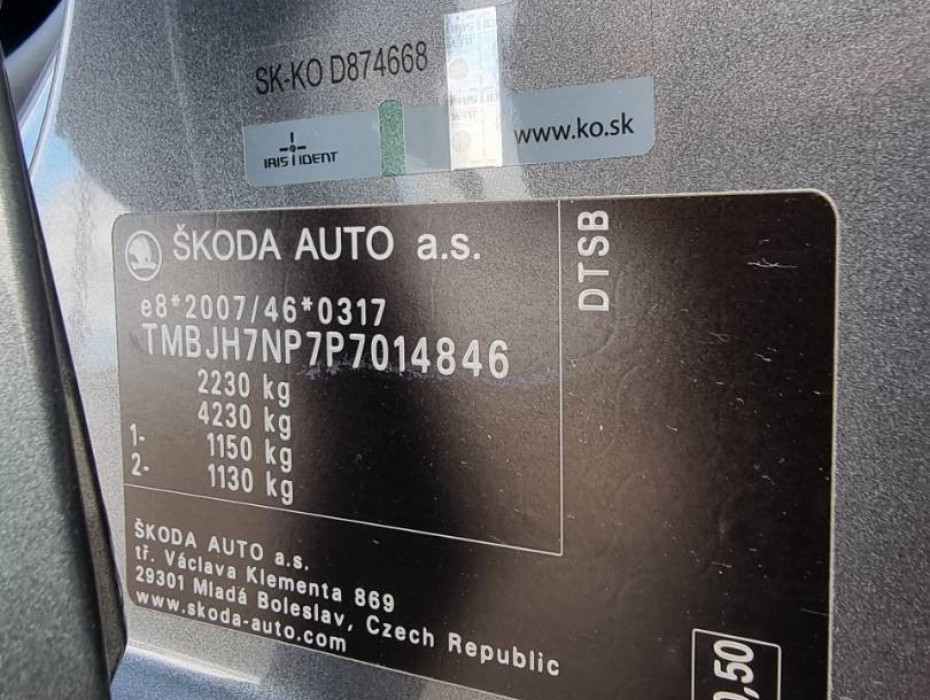 SK-KO D874668
IRIS IDENT
www.ko.sk
ŠKODA AUTO a.s.
e8*2007/46*0317
TMBJH7NP7P7014846
2230 kg
4230 kg
1- 1150 kg
2- 1130 kg
DTSB
ŠKODA AUTO a.s.
tř. Václava Klementa 869
29301 Mladá Boleslav, Czech Republic
www.skoda-auto.com
,50